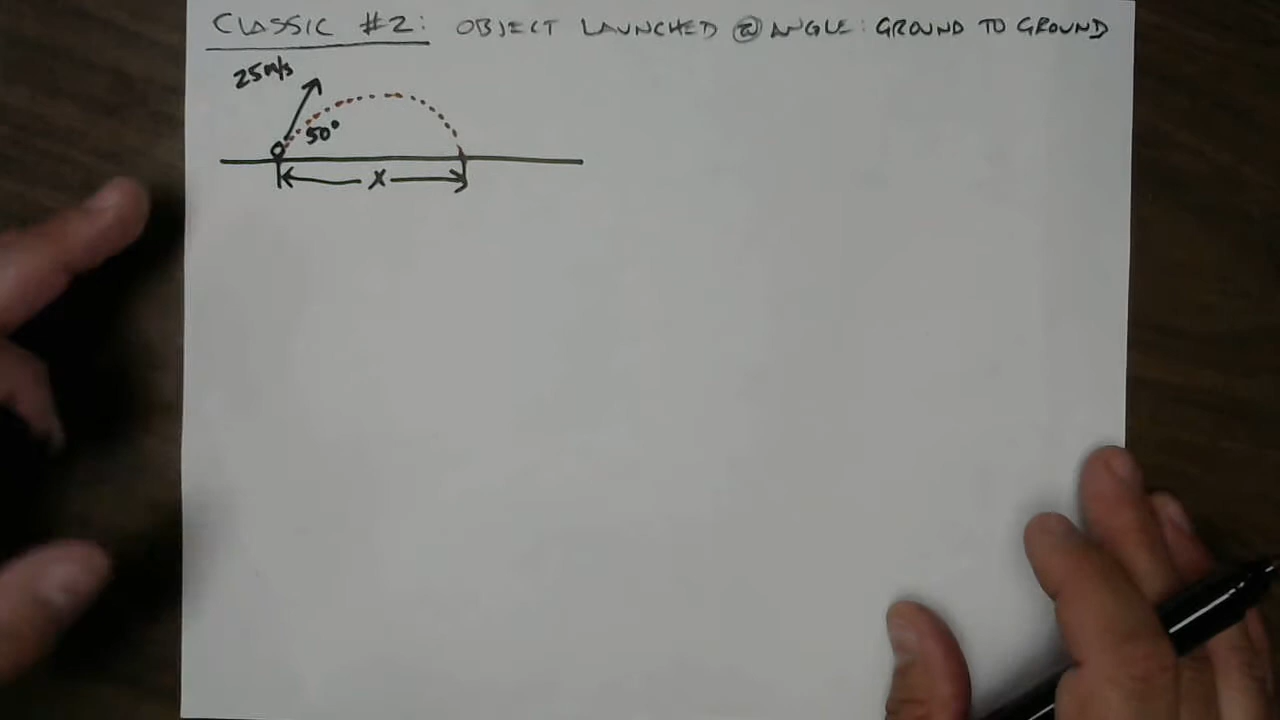 CLASSIC #2: OBJECT LAUNCHED @ ANGLE: GROUND TO GROUND
25m/s
50°
X